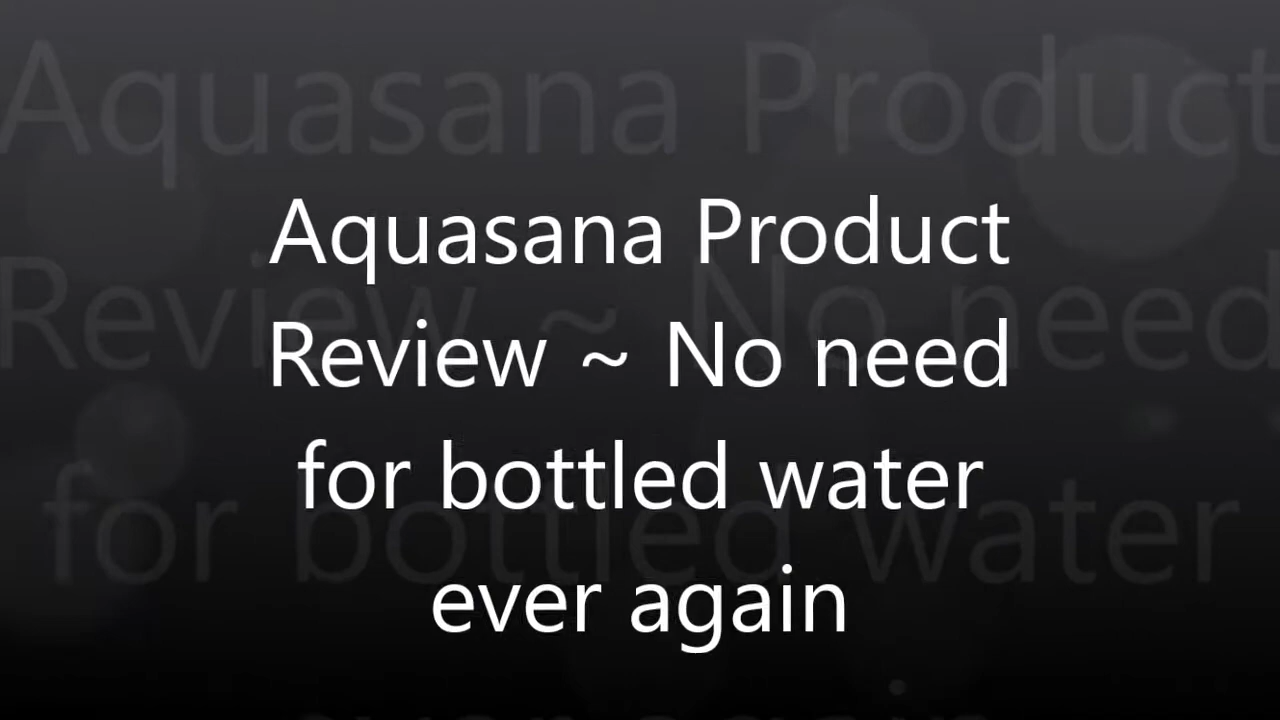 Aquasana Product
Review ~ No need
for bottled water
ever again